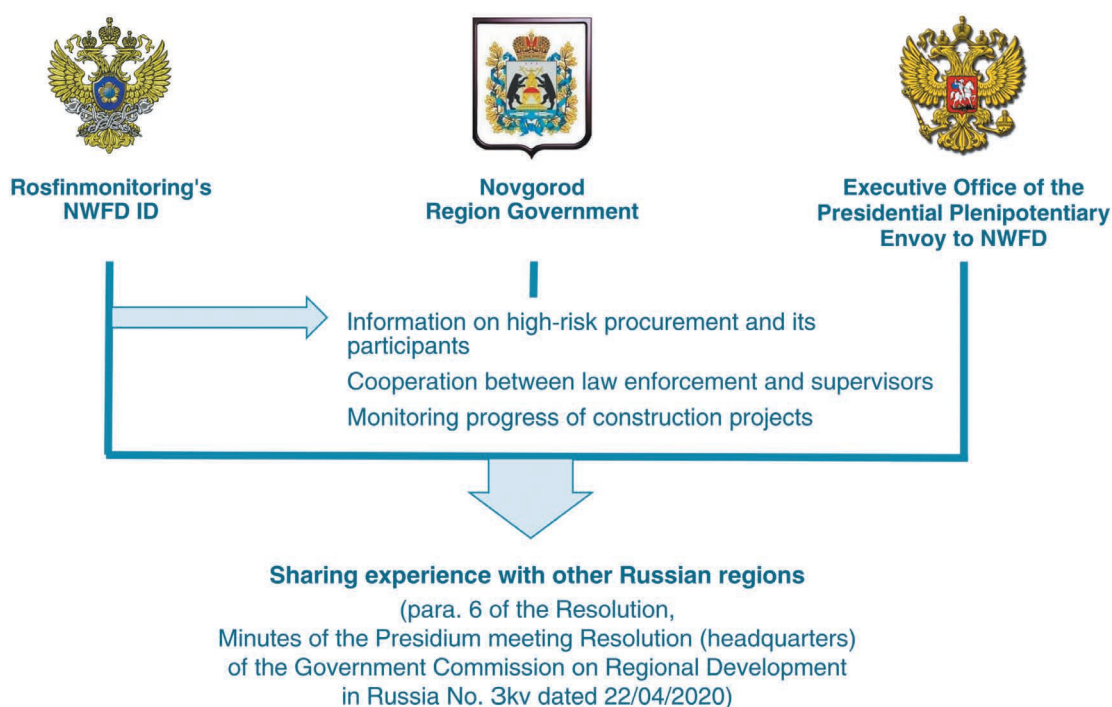 Rosfinmonitoring's
NWFD ID
Novgorod
Region Government
Executive Office of the
Presidential Plenipotentiary
Envoy to NWFD
Information on high-risk procurement and its
participants
Cooperation between law enforcement and supervisors
Monitoring progress of construction projects
Sharing experience with other Russian regions
(para. 6 of the Resolution,
Minutes of the Presidium meeting Resolution (headquarters)
of the Government Commission on Regional Development
in Russia No. 3kv dated 22/04/2020)